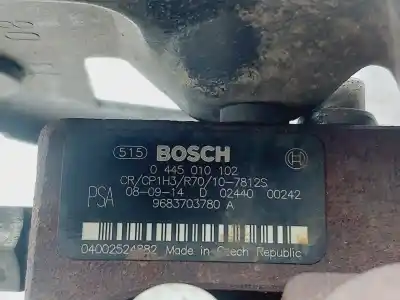 515 BOSCH
0 445 010 102
CR/CP1H3/R70/10-7812S
PSA 08-09-14 D 02440 00242
9683703780 A
04002524882 Made in Czech Republic